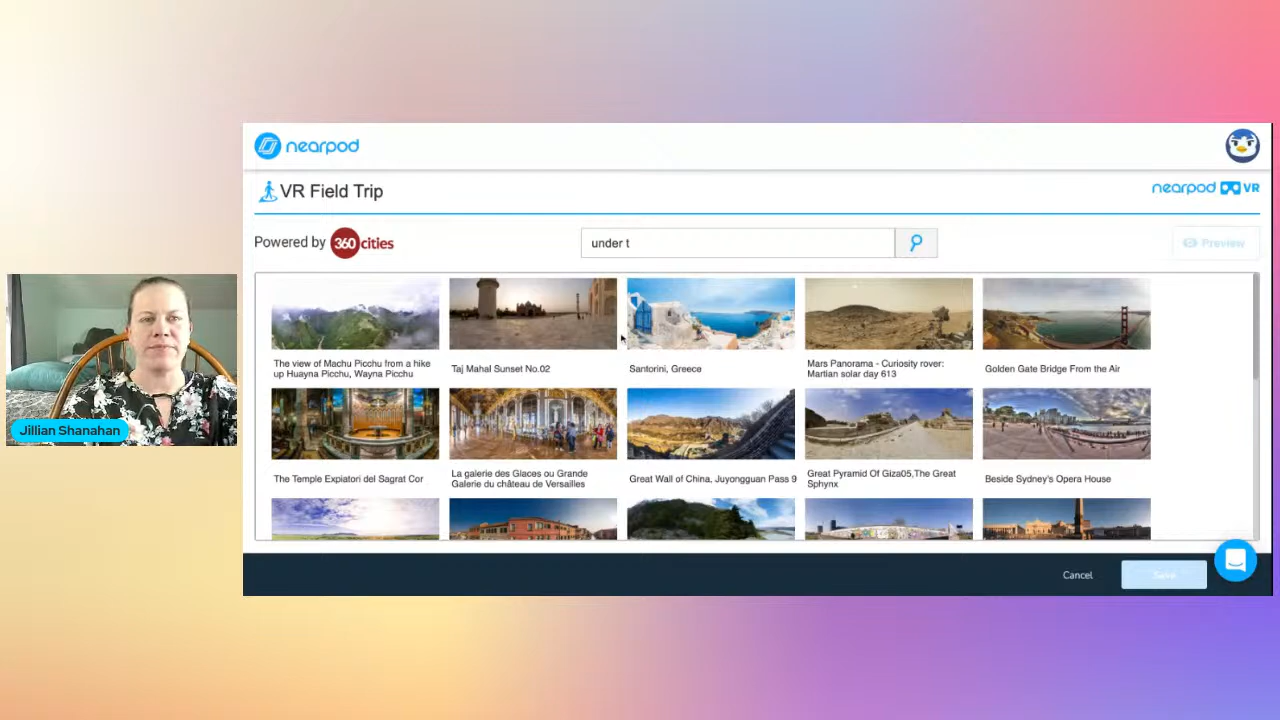 nearpod
VR Field Trip
nearpod VR
Powered by 360 cities
under t
Preview
The view of Machu Picchu from a hike
up Huayna Picchu, Wayna Picchu
Taj Mahal Sunset No.02
Santorini, Greece
Mars Panorama - Curiosity rover:
Martian solar day 613
Golden Gate Bridge From the Air
The Temple Expiatori del Sagrat Cor
La galerie des Glaces ou Grande
Galerie du château de Versailles
Great Wall of China, Juyongguan Pass 9
Great Pyramid Of Giza05,The Great
Sphynx
Beside Sydney's Opera House
Jillian Shanahan
Cancel
Save